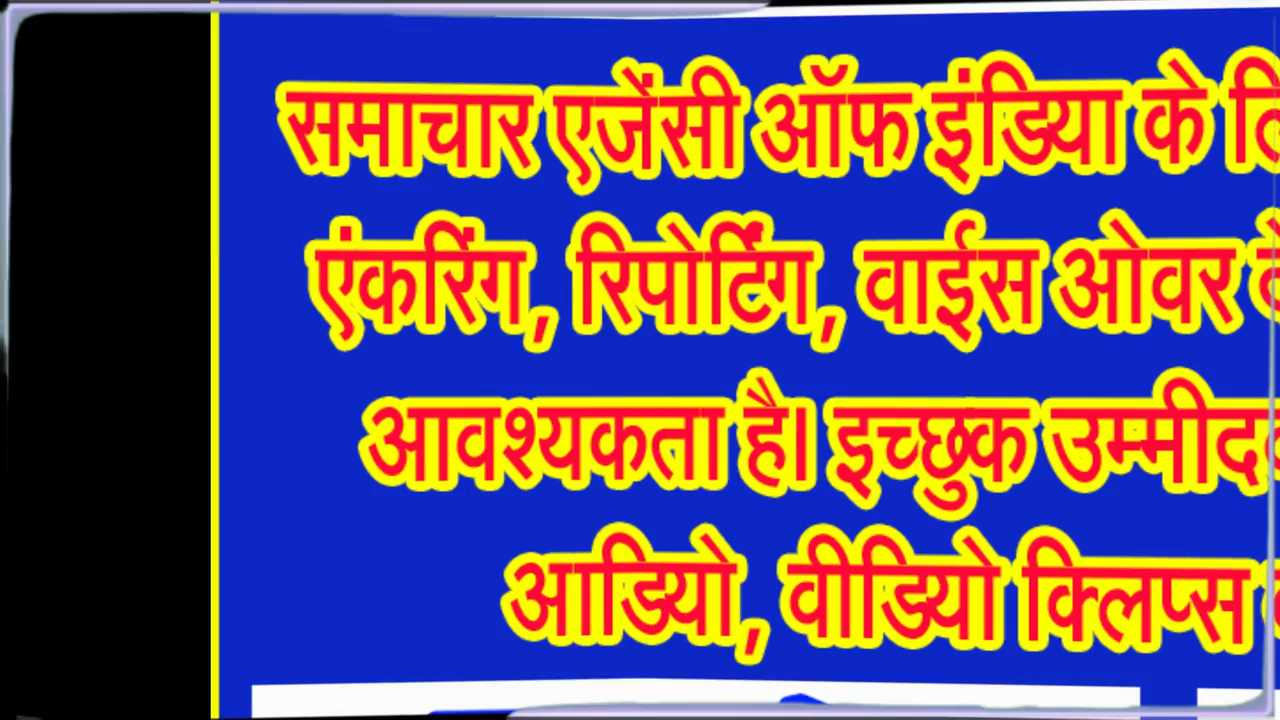 समाचार एजेंसी ऑफ इंडिया के
एंकरिंग, रिपोर्टिंग, वाईस ओवर
आवश्यकता है। इच्छुक
आडियो, वीडियो क्लिप्स